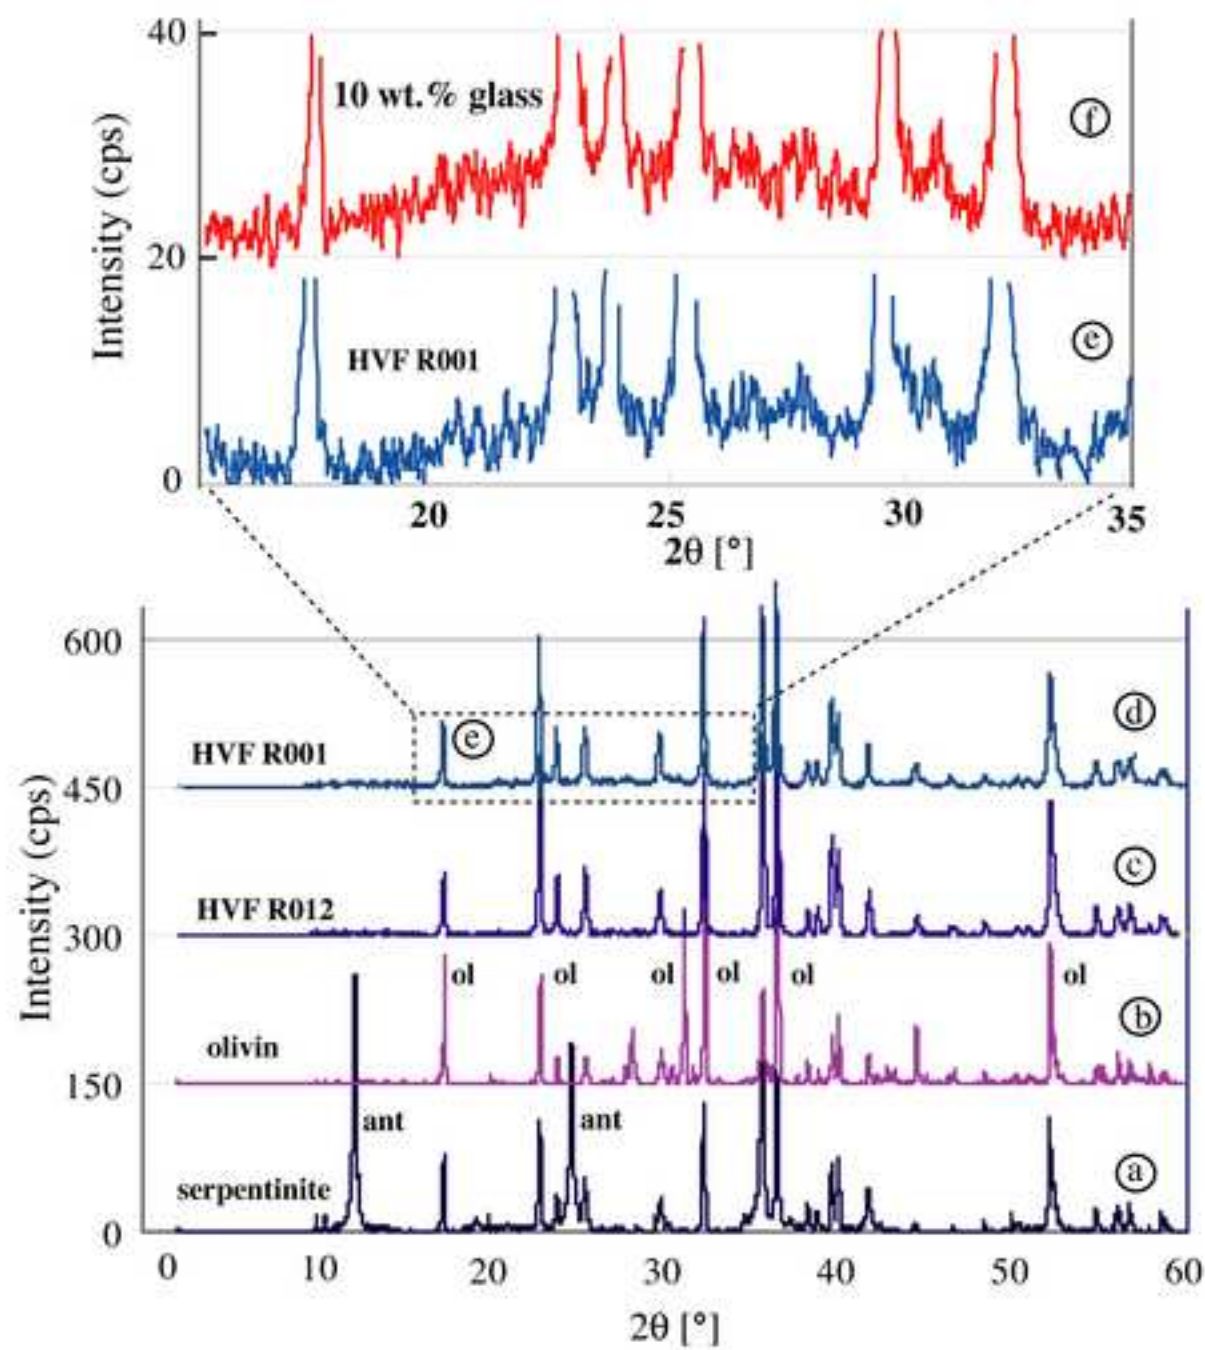 40
10 wt.% glass
f
Intensity (cps)
20
HVF R001
e
0
20
25
30
35
2θ [°]
600
HVF R001
e
d
450
Intensity (cps)
HVF R012
c
300
ol
ol
ol
ol
ol
ol
olivin
b
150
ant
ant
serpentinite
a
0
0
10
20
30
40
50
60
2θ [°]